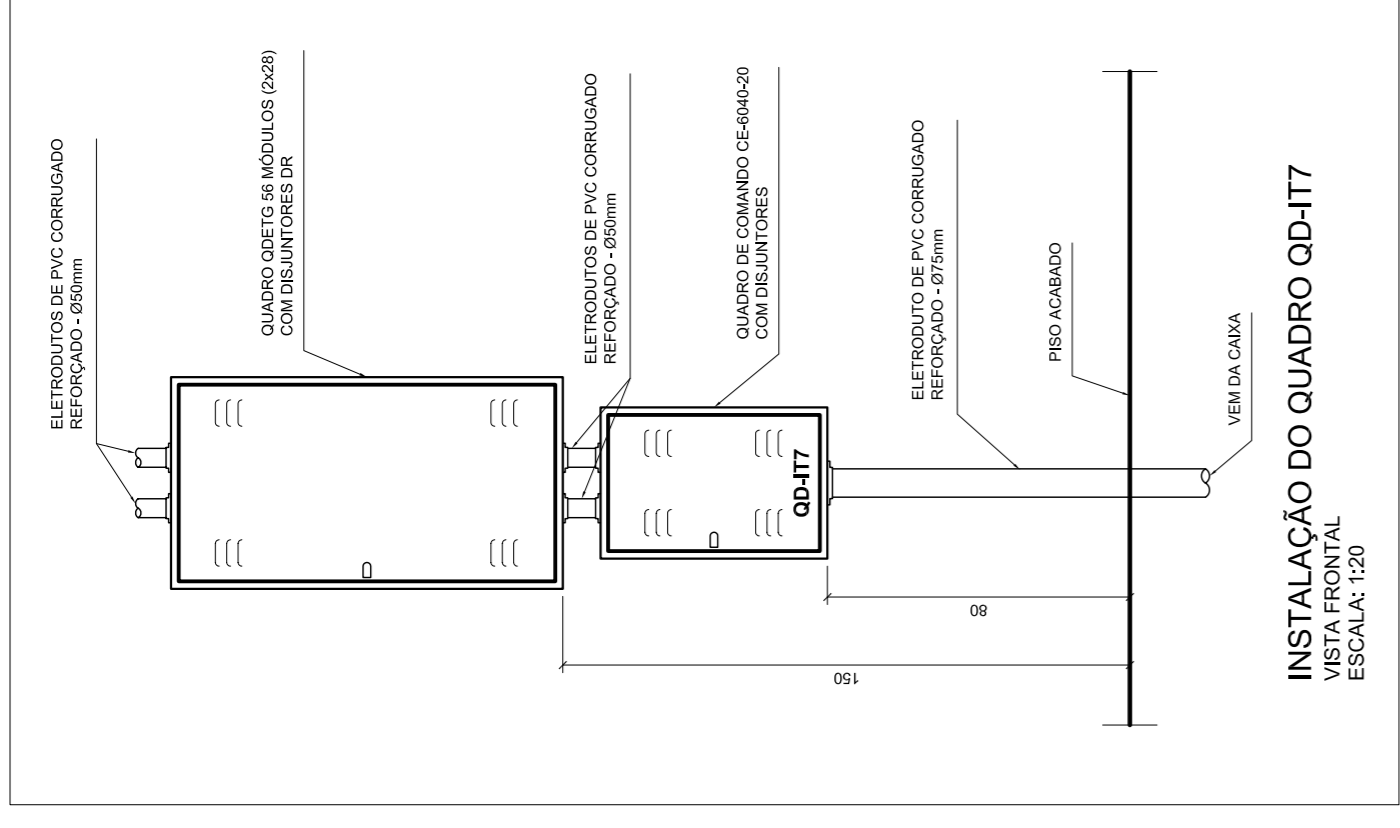 ELETRODUTOS DE PVC CORRUGADO
REFORÇADO - Ø50mm
QUADRO QDETG 56 MÓDULOS (2x28)
COM DISJUNTORES DR
ELETRODUTOS DE PVC CORRUGADO
REFORÇADO - Ø50mm
QUADRO DE COMANDO CE-6040-20
COM DISJUNTORES
QD-IT7
ELETRODUTO DE PVC CORRUGADO
REFORÇADO - Ø75mm
80
150
PISO ACABADO
VEM DA CAIXA
INSTALAÇÃO DO QUADRO QD-IT7
VISTA FRONTAL
ESCALA: 1:20